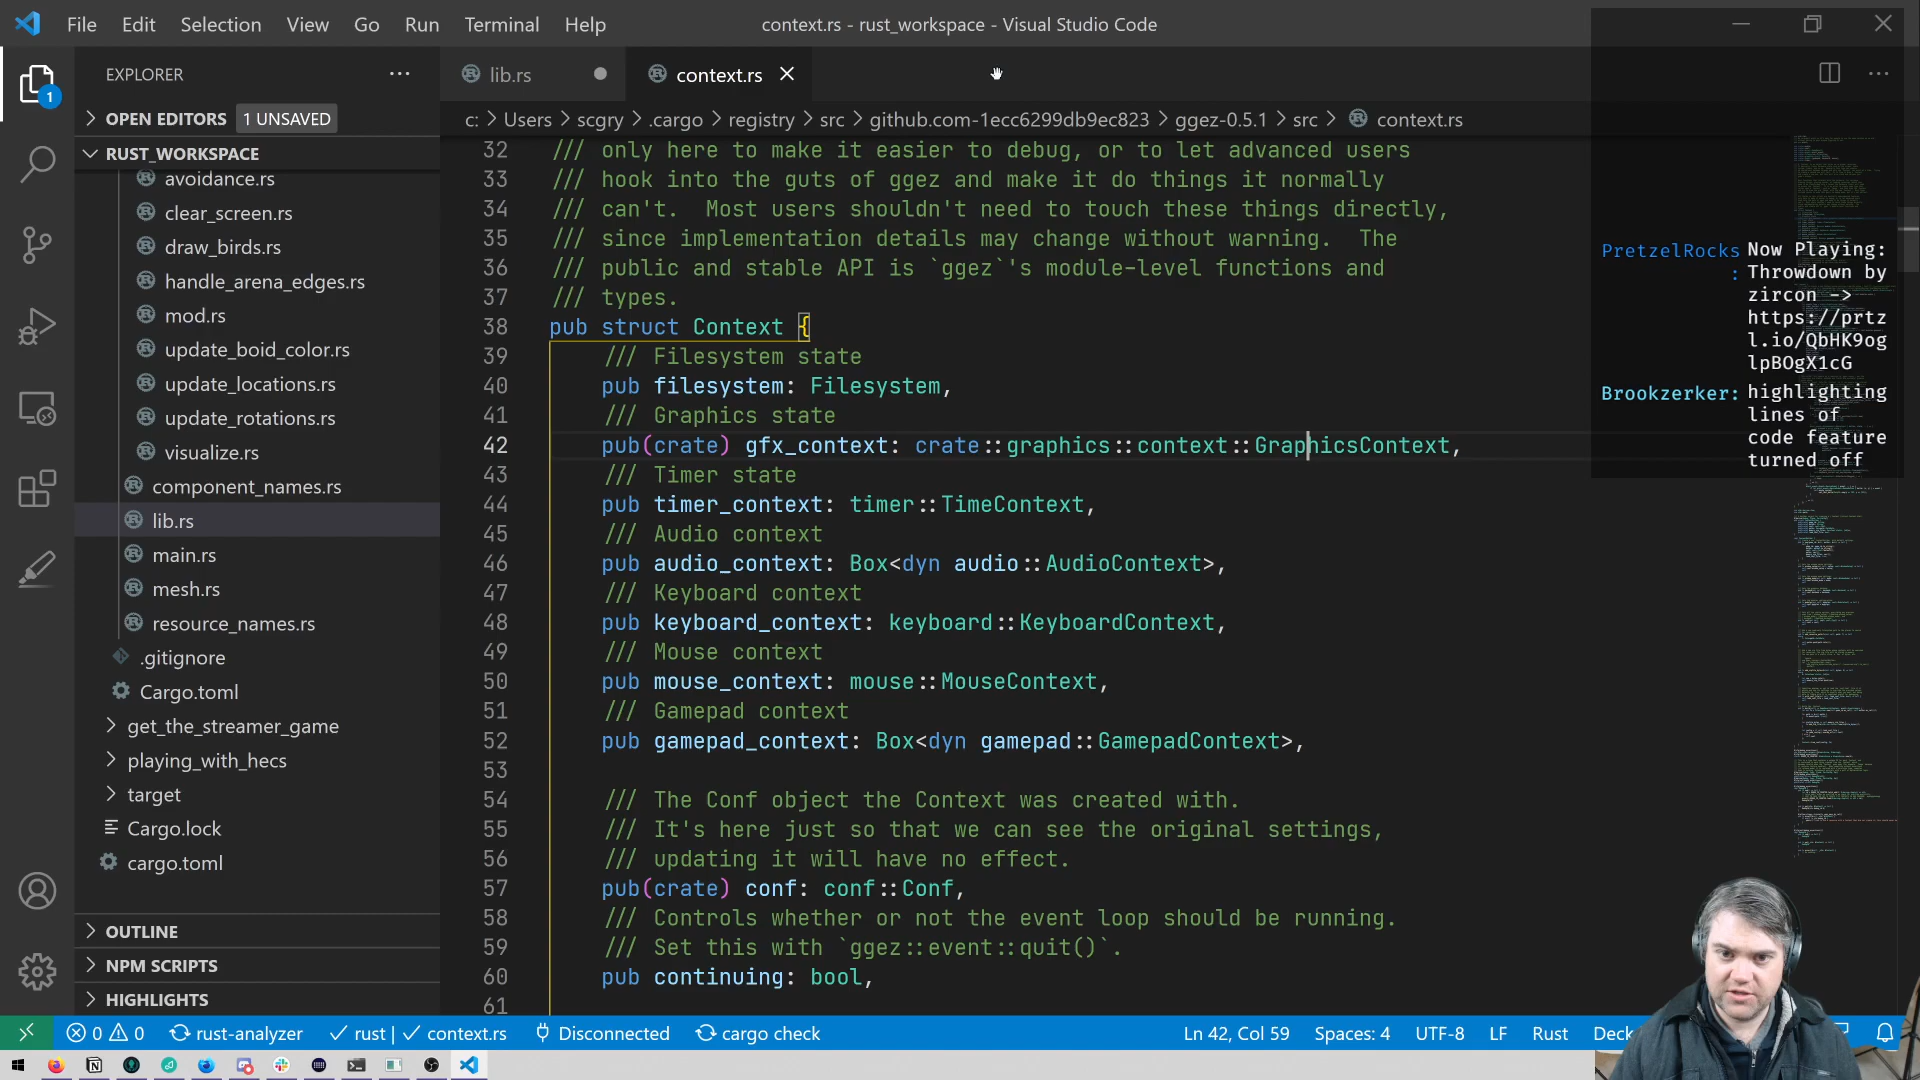 File Edit Selection View Go Run Terminal Help
context.rs - rust_workspace - Visual Studio Code
EXPLORER
OPEN EDITORS 1 UNSAVED
RUST_WORKSPACE
avoidance.rs
clear_screen.rs
draw_birds.rs
handle_arena_edges.rs
mod.rs
update_boid_color.rs
update_locations.rs
update_rotations.rs
visualize.rs
component_names.rs
lib.rs
main.rs
mesh.rs
resource_names.rs
.gitignore
Cargo.toml
get_the_streamer_game
playing_with_hecs
target
Cargo.lock
cargo.toml
OUTLINE
NPM SCRIPTS
HIGHLIGHTS
1
lib.rs
context.rs
c: > Users > scgry > .cargo > registry > src > github.com-1ecc6299db9ec823 > ggez-0.5.1 > src > context.rs
32 /// only here to make it easier to debug, or to let advanced users
33 /// hook into the guts of ggez and make it do things it normally
34 /// can't.  Most users shouldn't need to touch these things directly,
35 /// since implementation details may change without warning.  The
36 /// public and stable API is `ggez`'s module-level functions and
37 /// types.
38 pub struct Context {
39 /// Filesystem state
40 pub filesystem: Filesystem,
41 /// Graphics state
42 pub(crate) gfx_context: crate::graphics::context::GraphicsContext,
43 /// Timer state
44 pub timer_context: timer::TimeContext,
45 /// Audio context
46 pub audio_context: Box<dyn audio::AudioContext>,
47 /// Keyboard context
48 pub keyboard_context: keyboard::KeyboardContext,
49 /// Mouse context
50 pub mouse_context: mouse::MouseContext,
51 /// Gamepad context
52 pub gamepad_context: Box<dyn gamepad::GamepadContext>,
53
54 /// The Conf object the Context was created with.
55 /// It's here just so that we can see the original settings,
56 /// updating it will have no effect.
57 pub(crate) conf: conf::Conf,
58 /// Controls whether or not the event loop should be running.
59 /// Set this with `ggez::event::quit()`.
60 pub continuing: bool,
61
PretzelRocks: Now Playing:
Throwdown by
zircon ->
https://prtz
l.io/QbHK9og
lpBOgX1cG
Brookzerker: highlighting
lines of
code feature
turned off
0 0 rust-analyzer rust | context.rs Disconnected cargo check
Ln 42, Col 59 Spaces: 4 UTF-8 LF Rust